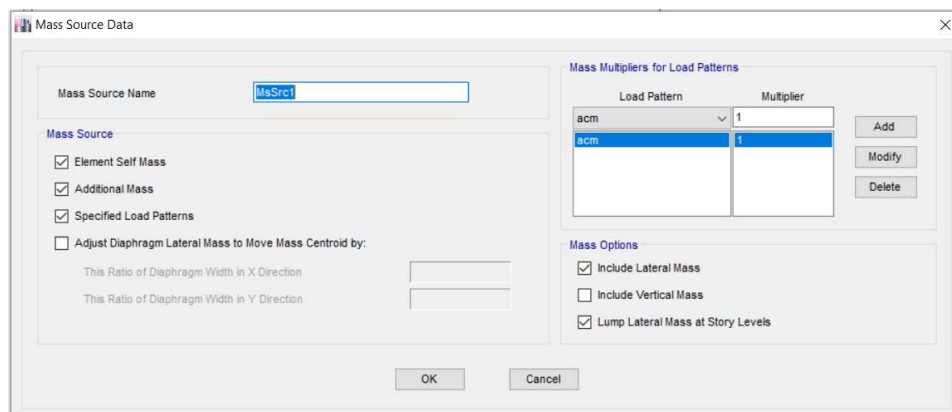 Mass Source Data
Mass Source Name
MsSrc1
Mass Source
Element Self Mass
Additional Mass
Specified Load Patterns
Adjust Diaphragm Lateral Mass to Move Mass Centroid by:
This Ratio of Diaphragm Width in X Direction
This Ratio of Diaphragm Width in Y Direction
Mass Multipliers for Load Patterns
Load Pattern Multiplier
acm 1
acm 1
Add
Modify
Delete
Mass Options
Include Lateral Mass
Include Vertical Mass
Lump Lateral Mass at Story Levels
OK Cancel